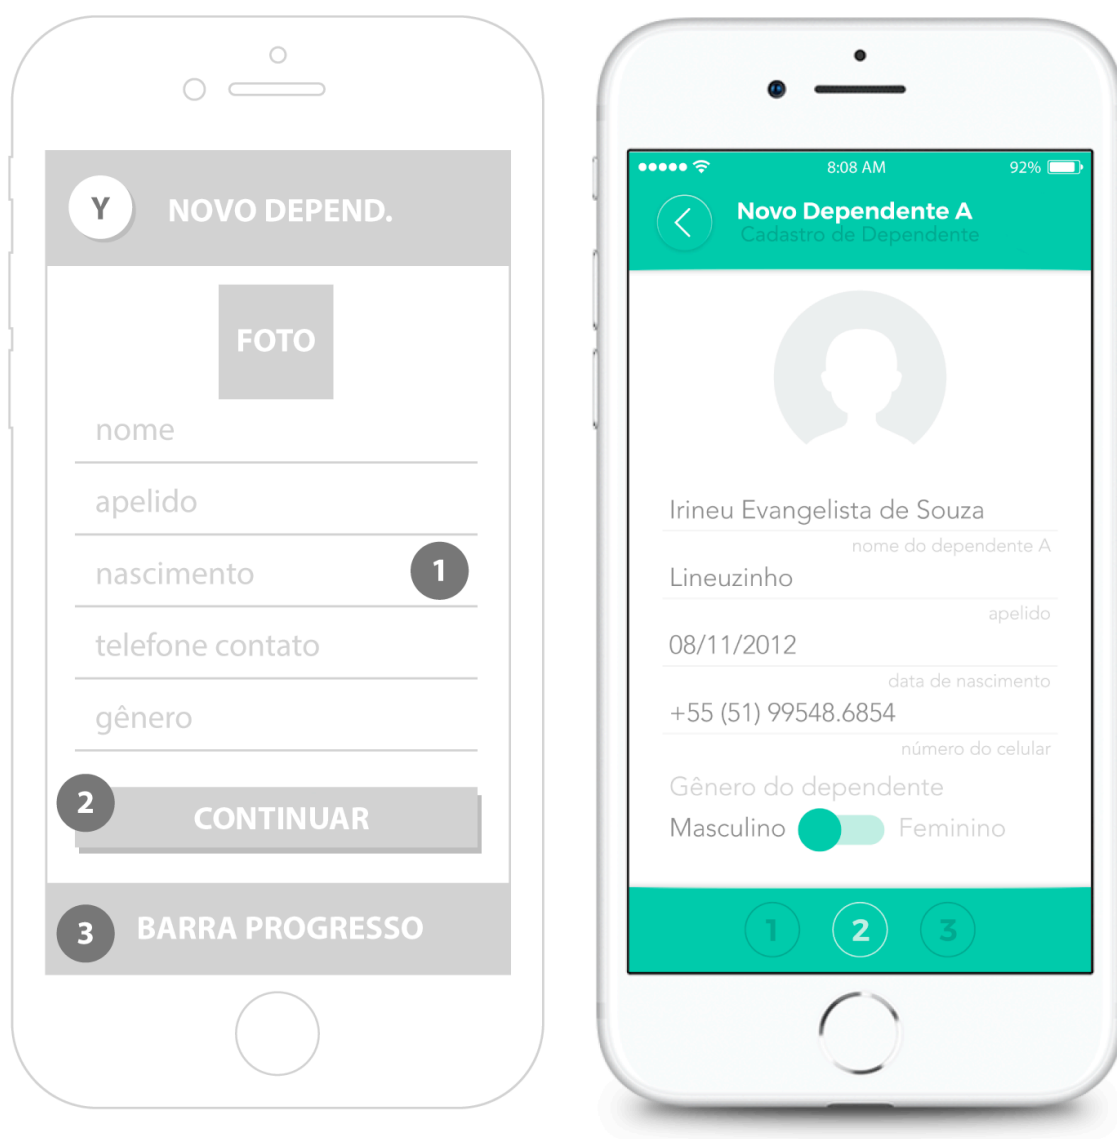 Y
NOVO DEPEND.
FOTO
nome
apelido
nascimento
1
telefone contato
gênero
2
CONTINUAR
3
BARRA PROGRESSO
8:08 AM
92%
Novo Dependente A
Cadastro de Dependente
Irineu Evangelista de Souza
nome do dependente A
Lineuzinho
apelido
08/11/2012
data de nascimento
+55 (51) 99548.6854
número do celular
Gênero do dependente
Masculino Feminino
1 2 3